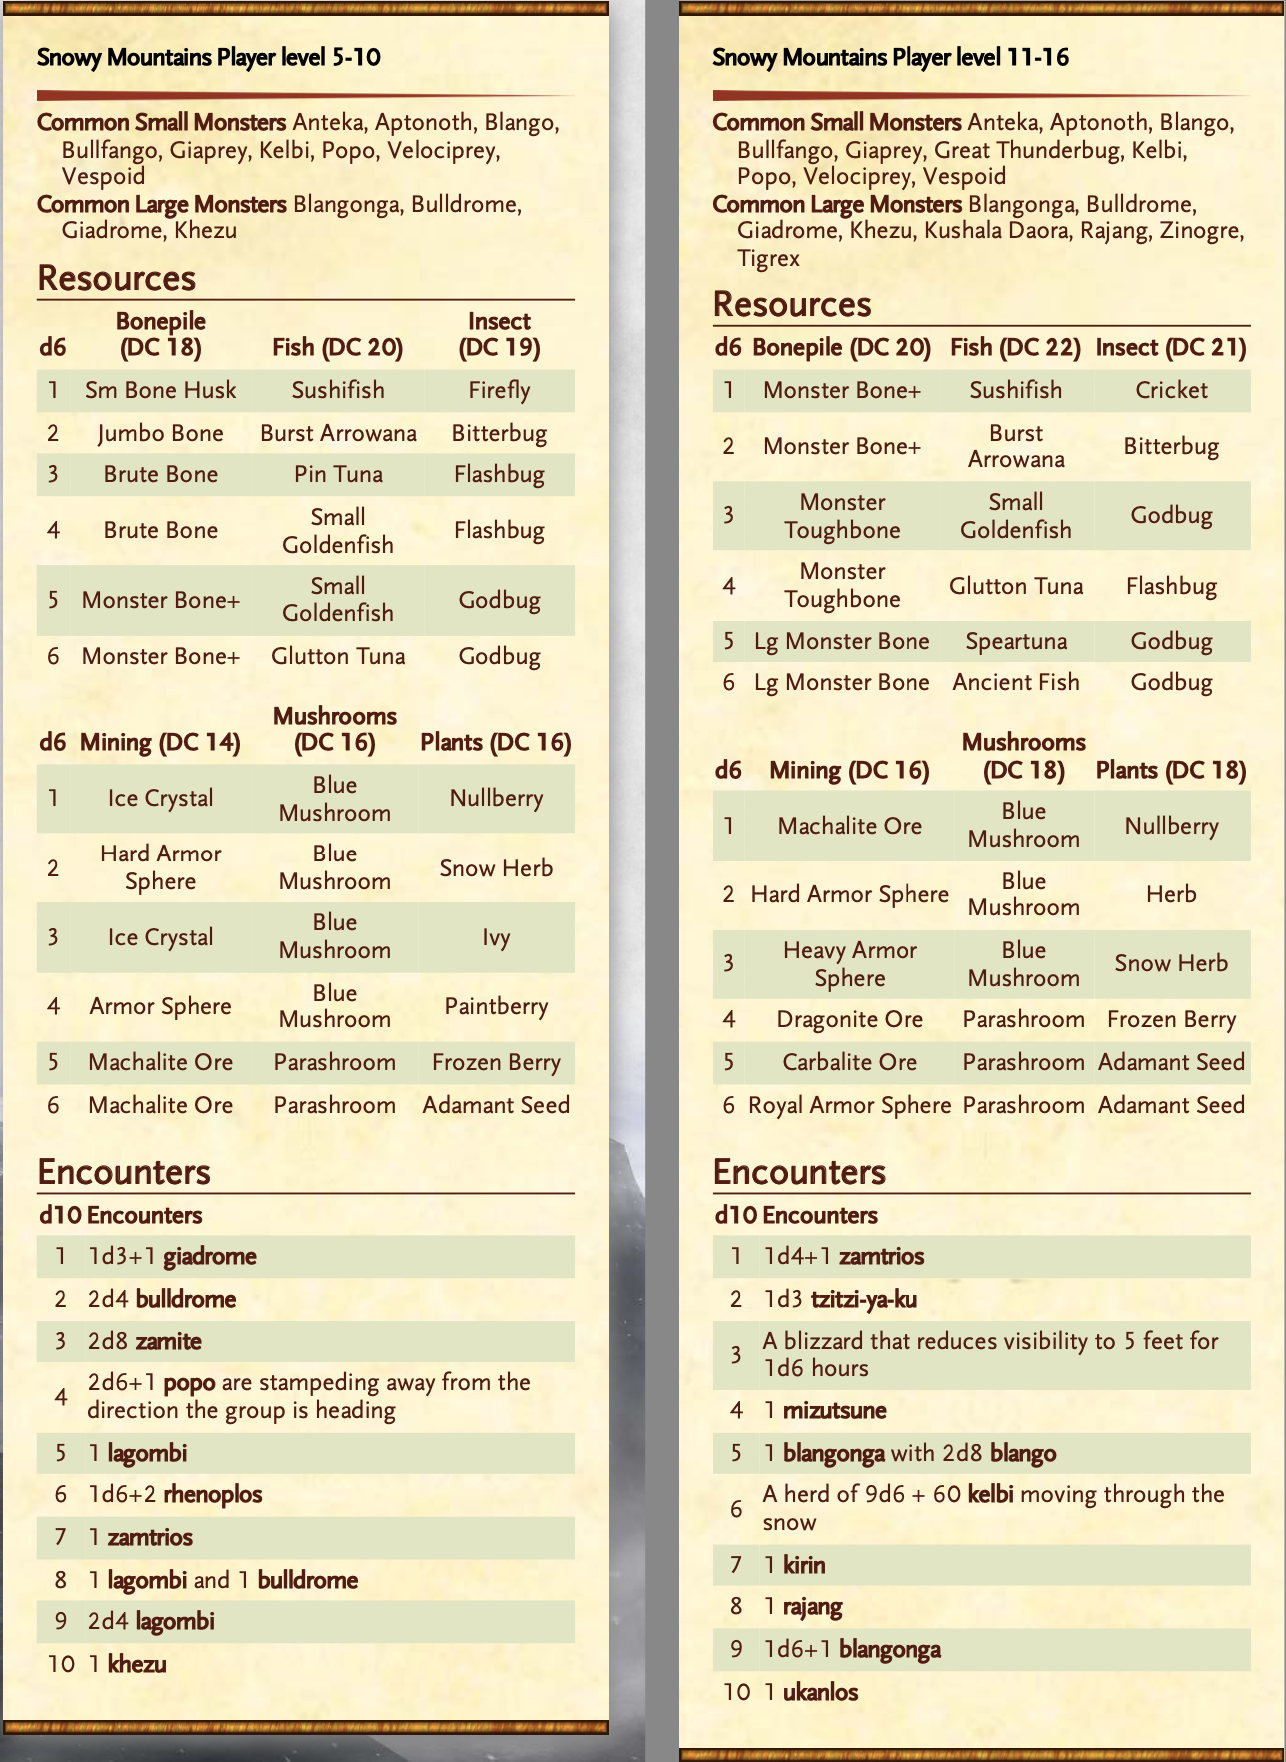 Snowy Mountains Player level 5-10
Common Small Monsters Anteka, Aptonoth, Blango,
Bullfango, Giaprey, Kelbi, Popo, Velociprey,
Vespoid
Common Large Monsters Blangonga, Bulldrome,
Giadrome, Khezu
Resources
d6 Bonepile (DC 18) Fish (DC 20) Insect (DC 19)
1 Sm Bone Husk Sushifish Firefly
2 Jumbo Bone Burst Arrowana Bitterbug
3 Brute Bone Pin Tuna Flashbug
4 Brute Bone Small Goldenfish Flashbug
5 Monster Bone+ Small Goldenfish Godbug
6 Monster Bone+ Glutton Tuna Godbug
d6 Mining (DC 14) Mushrooms (DC 16) Plants (DC 16)
1 Ice Crystal Blue Mushroom Nullberry
2 Hard Armor Sphere Blue Mushroom Snow Herb
3 Ice Crystal Blue Mushroom Ivy
4 Armor Sphere Blue Mushroom Paintberry
5 Machalite Ore Parashroom Frozen Berry
6 Machalite Ore Parashroom Adamant Seed
Encounters
d10 Encounters
1 1d3+1 giadrome
2 2d4 bulldrome
3 2d8 zamite
4 2d6+1 popo are stampeding away from the
direction the group is heading
5 1 lagombi
6 1d6+2 rhenoplos
7 1 zamtrios
8 1 lagombi and 1 bulldrome
9 2d4 lagombi
10 1 khezu
Snowy Mountains Player level 11-16
Common Small Monsters Anteka, Aptonoth, Blango,
Bullfango, Giaprey, Great Thunderbug, Kelbi,
Popo, Velociprey, Vespoid
Common Large Monsters Blangonga, Bulldrome,
Giadrome, Khezu, Kushala Daora, Rajang, Zinogre,
Tigrex
Resources
d6 Bonepile (DC 20) Fish (DC 22) Insect (DC 21)
1 Monster Bone+ Sushifish Cricket
2 Monster Bone+ Burst Arrowana Bitterbug
3 Monster Toughbone Small Goldenfish Godbug
4 Monster Toughbone Glutton Tuna Flashbug
5 Lg Monster Bone Speartuna Godbug
6 Lg Monster Bone Ancient Fish Godbug
d6 Mining (DC 16) Mushrooms (DC 18) Plants (DC 18)
1 Machalite Ore Blue Mushroom Nullberry
2 Hard Armor Sphere Blue Mushroom Herb
3 Heavy Armor Sphere Blue Mushroom Snow Herb
4 Dragonite Ore Parashroom Frozen Berry
5 Carbalite Ore Parashroom Adamant Seed
6 Royal Armor Sphere Parashroom Adamant Seed
Encounters
d10 Encounters
1 1d4+1 zamtrios
2 1d3 tzitzi-ya-ku
3 A blizzard that reduces visibility to 5 feet for
1d6 hours
4 1 mizutsune
5 1 blangonga with 2d8 blango
6 A herd of 9d6 + 60 kelbi moving through the
snow
7 1 kirin
8 1 rajang
9 1d6+1 blangonga
10 1 ukanlos